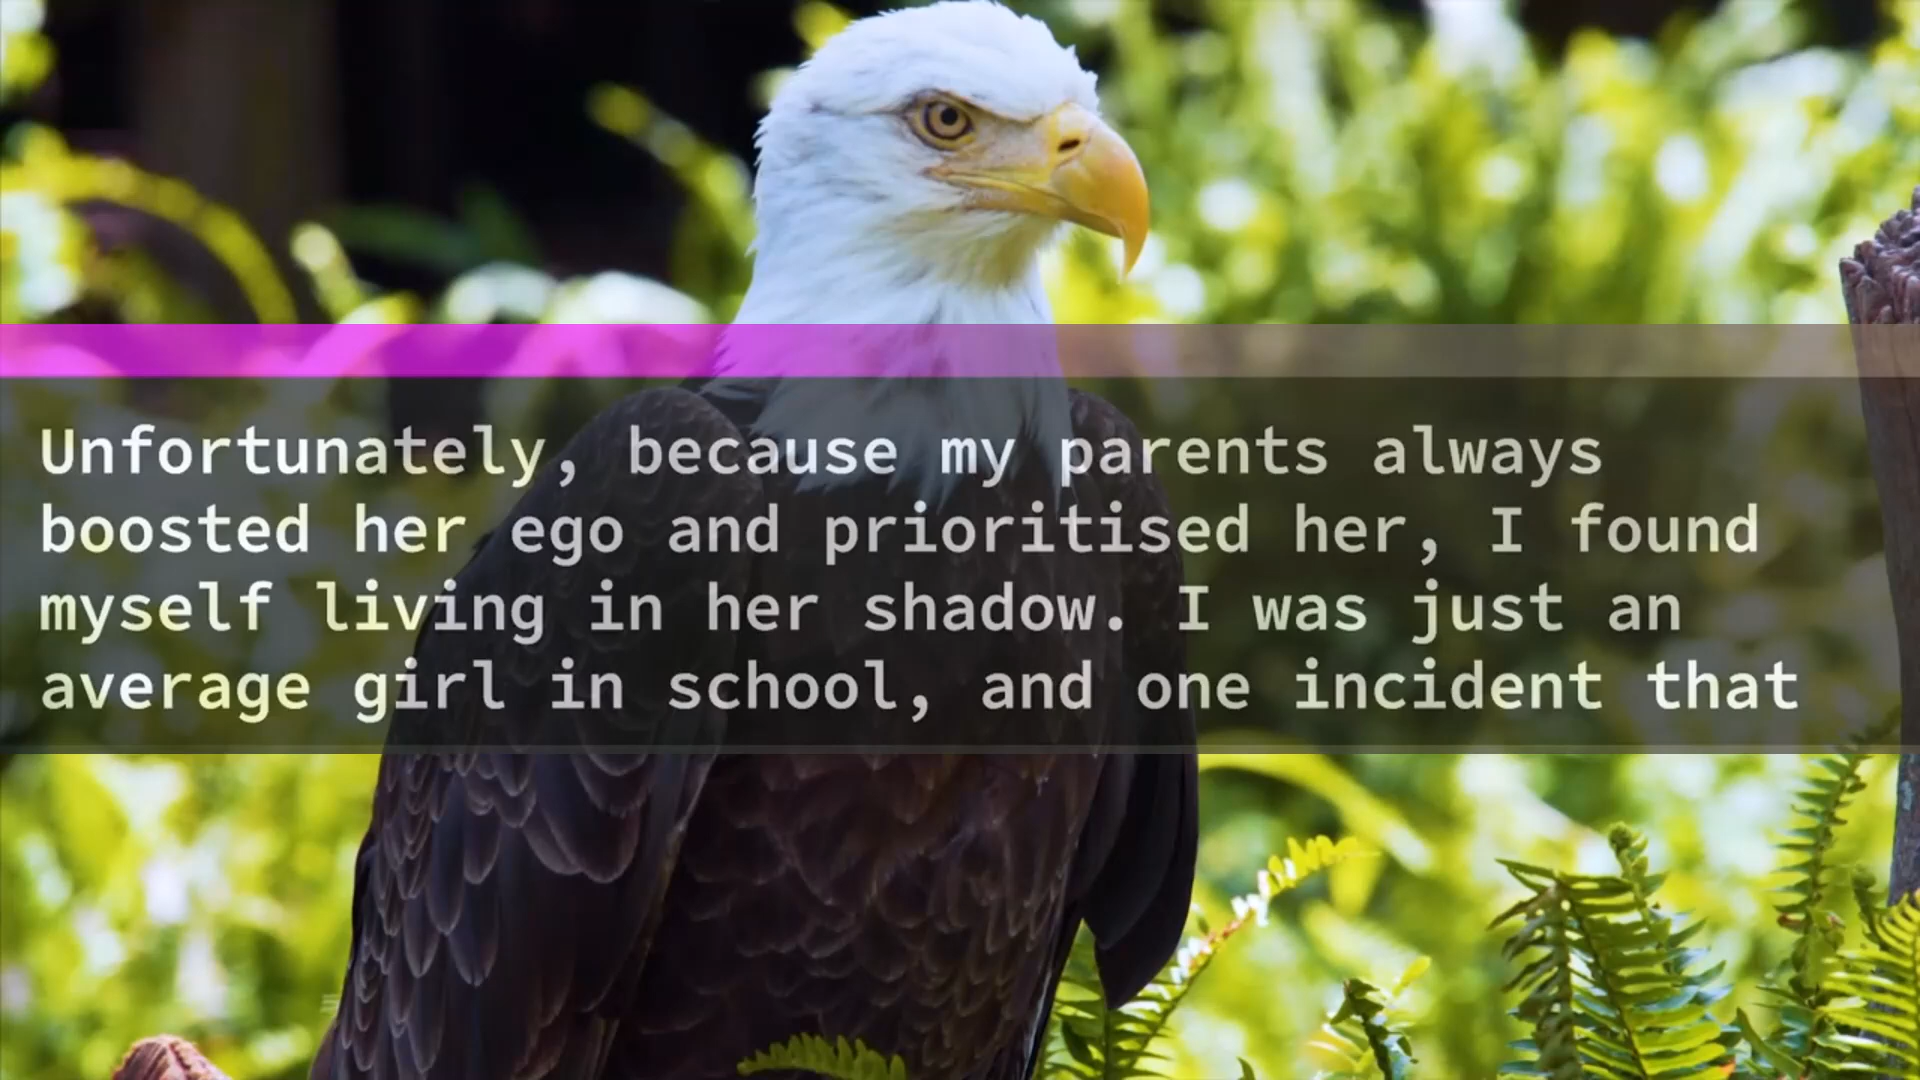 Unfortunately, because my parents always
boosted her ego and prioritised her, I found
myself living in her shadow. I was just an
average girl in school, and one incident that